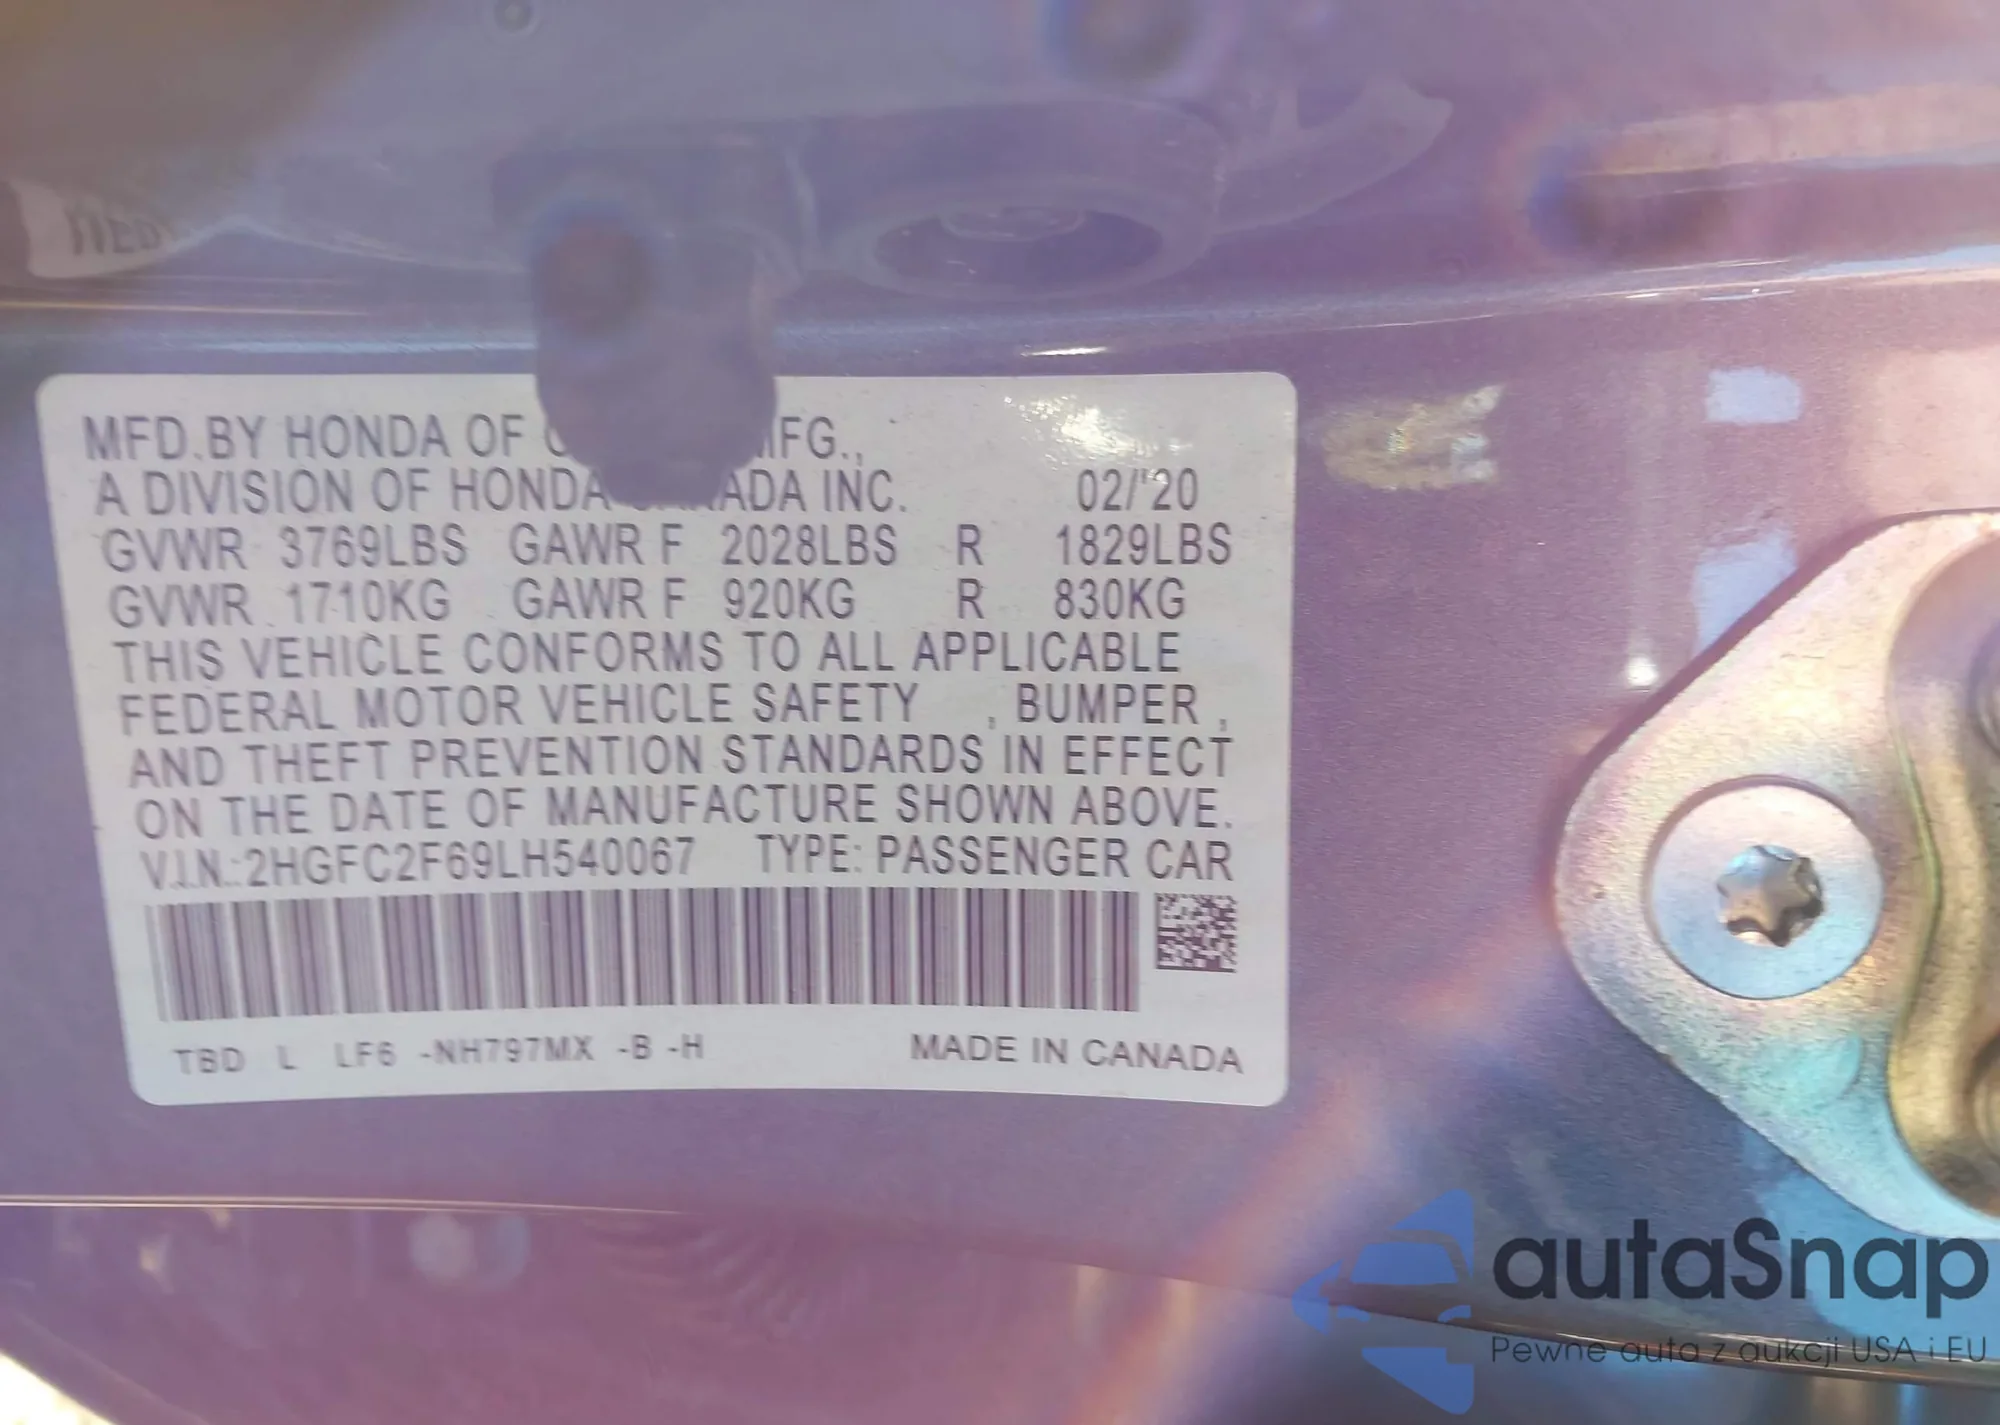 MFD.BY HONDA OF MFG.,
A DIVISION OF HONDA CANADA INC. 02/'20
GVWR 3769LBS GAWR F 2028LBS R 1829LBS
GVWR 1710KG GAWR F 920KG R 830KG
THIS VEHICLE CONFORMS TO ALL APPLICABLE
FEDERAL MOTOR VEHICLE SAFETY , BUMPER ,
AND THEFT PREVENTION STANDARDS IN EFFECT
ON THE DATE OF MANUFACTURE SHOWN ABOVE.
V.I.N.:2HGFC2F69LH540067 TYPE: PASSENGER CAR
TBD L LF6 -NH797MX -B -H MADE IN CANADA
autaSnap
Pewne auta z aukcji USA i EU